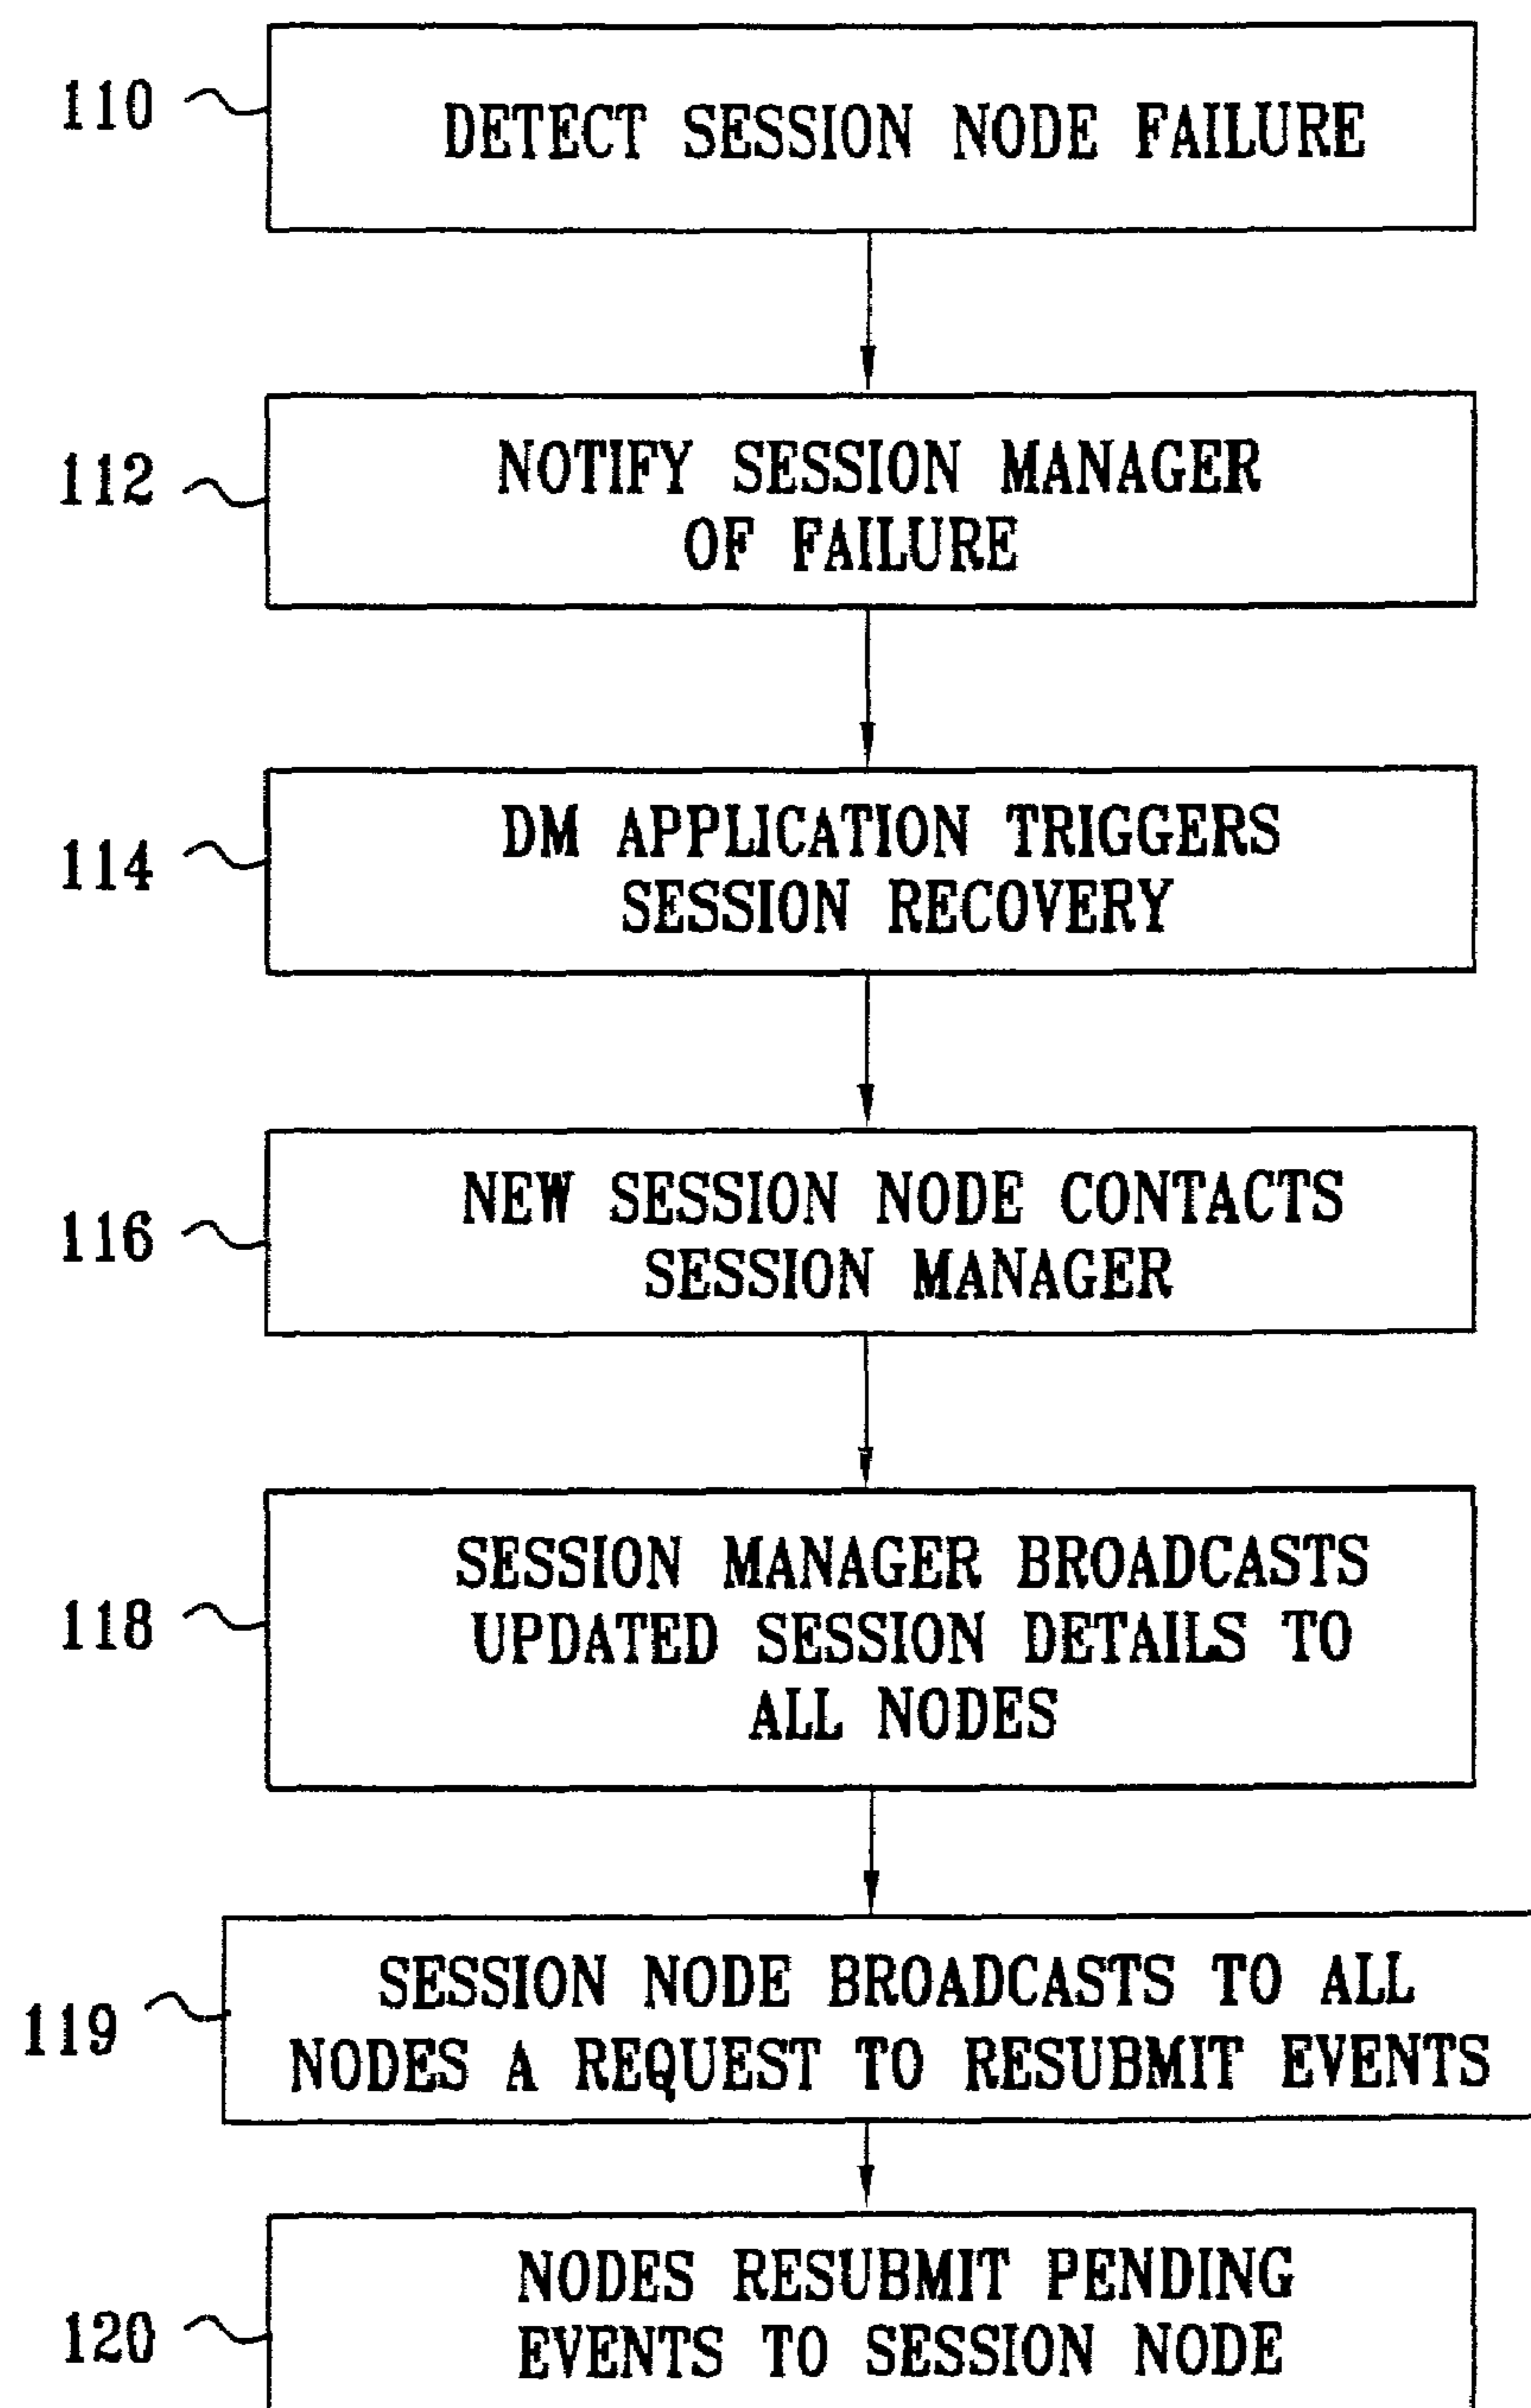 110
DETECT SESSION NODE FAILURE
112
NOTIFY SESSION MANAGER
OF FAILURE
114
DM APPLICATION TRIGGERS
SESSION RECOVERY
116
NEW SESSION NODE CONTACTS
SESSION MANAGER
118
SESSION MANAGER BROADCASTS
UPDATED SESSION DETAILS TO
ALL NODES
119
SESSION NODE BROADCASTS TO ALL
NODES A REQUEST TO RESUBMIT EVENTS
120
NODES RESUBMIT PENDING
EVENTS TO SESSION NODE